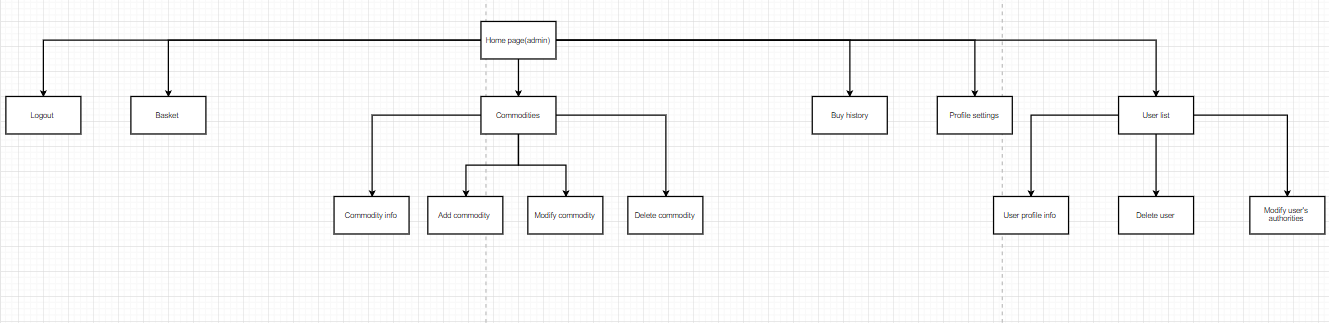 Home page(admin)
Logout
Basket
Commodities
Buy history
Profile settings
User list
Commodity info
Add commodity
Modify commodity
Delete commodity
User profile info
Delete user
Modify user's
authorities